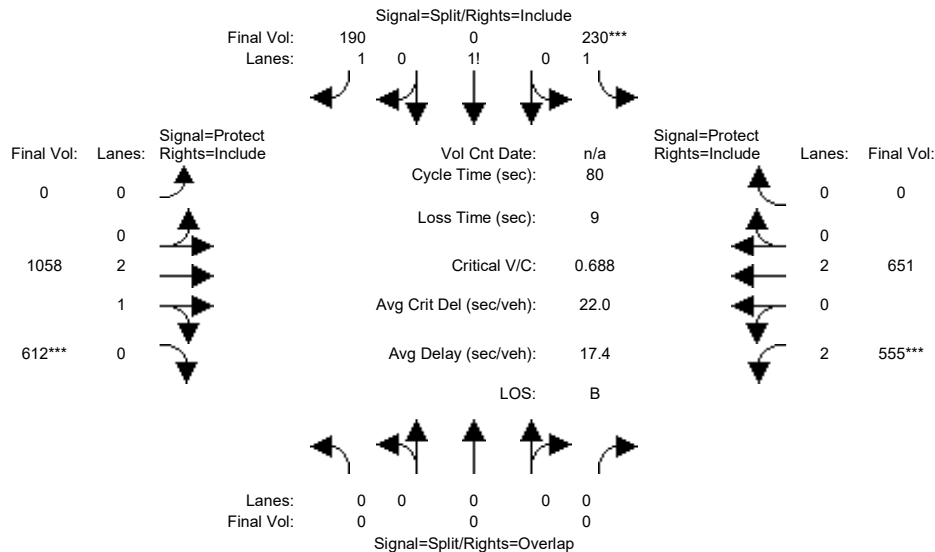 Signal=Split/Rights=Include
Final Vol: 190 0 230***
Lanes: 1 0 1! 0 1
Signal=Protect Signal=Protect
Final Vol: Lanes: Rights=Include Vol Cnt Date: n/a Rights=Include Lanes: Final Vol:
Cycle Time (sec): 80
0 0 0 0
Loss Time (sec): 9
0 0
1058 2 Critical V/C: 0.688 2 651
1 Avg Crit Del (sec/veh): 22.0 0
612*** 0 Avg Delay (sec/veh): 17.4 2 555***
LOS: B
Lanes: 0 0 0 0 0
Final Vol: 0 0 0
Signal=Split/Rights=Overlap